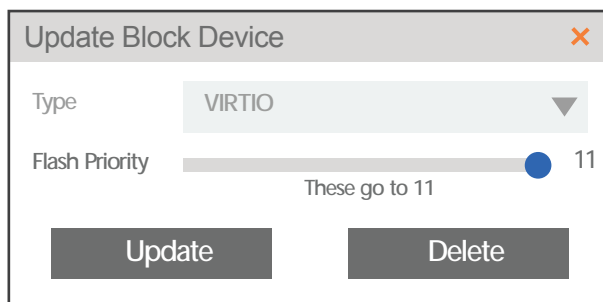 Update Block Device ×
Type VIRTIO
Flash Priority 11
These go to 11
Update Delete